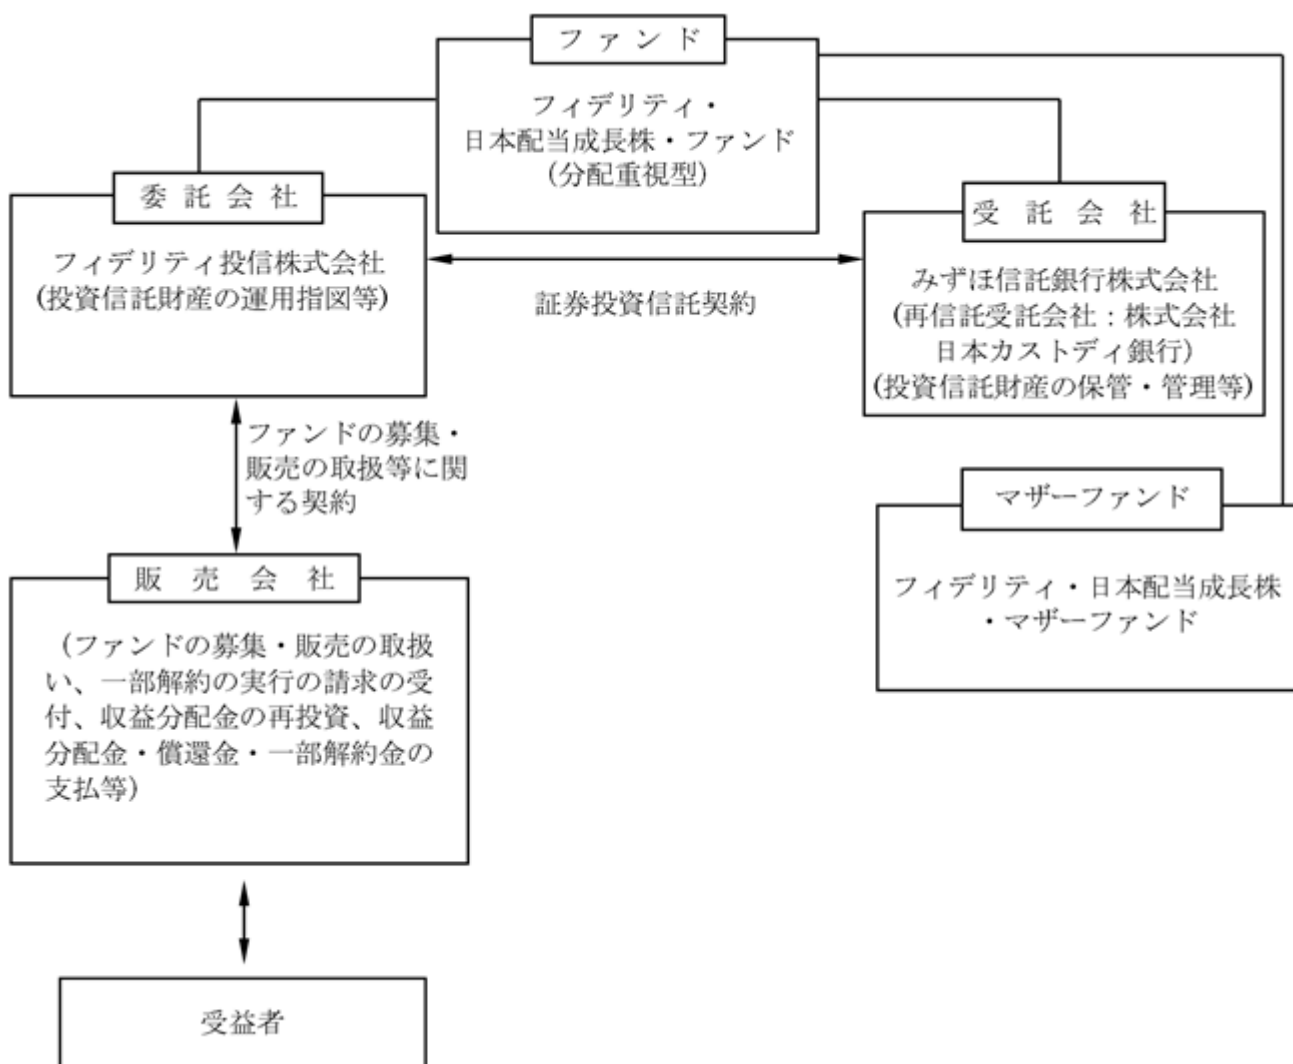 ファンド
フィデリティ・
日本配当成長株・ファンド
(分配重視型)
委託会社
フィデリティ投信株式会社
(投資信託財産の運用指図等)
証券投資信託契約
受託会社
みずほ信託銀行株式会社
(再信託受託会社：株式会社
日本カストディ銀行)
(投資信託財産の保管・管理等)
ファンドの募集・
販売の取扱等に関
する契約
マザーファンド
フィデリティ・日本配当成長株
・マザーファンド
販売会社
(ファンドの募集・販売の取扱
い、一部解約の実行の請求の受
付、収益分配金の再投資、収益
分配金・償還金・一部解約金の
支払等)
受益者